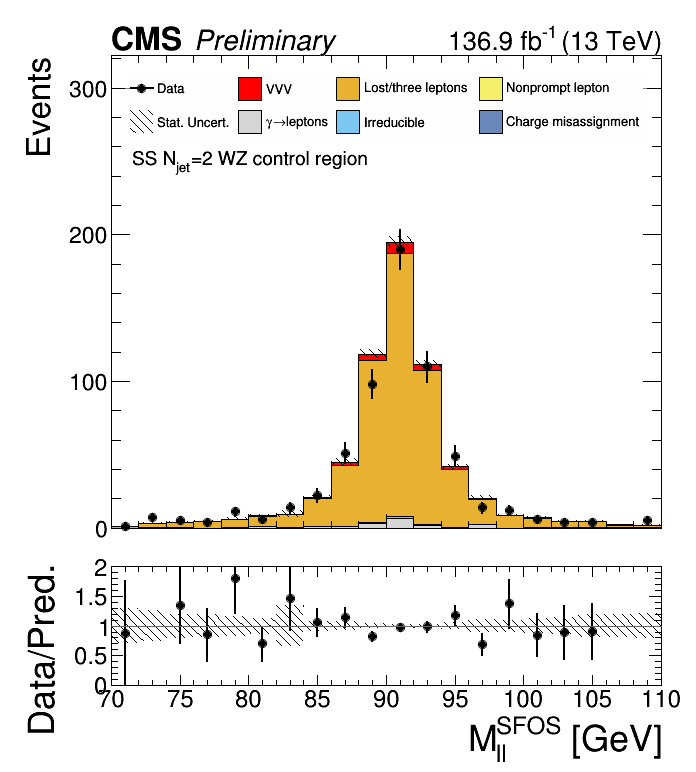 CMS Preliminary 136.9 fb⁻¹ (13 TeV)
Events
Data VVV Lost/three leptons Nonprompt lepton
Stat. Uncert. γ→leptons Irreducible Charge misassignment
SS N_jet=2 WZ control region
300
200
100
0
Data/Pred.
2
1.5
1
0.5
0
70 75 80 85 90 95 100 105 110
M_ll^SFOS [GeV]